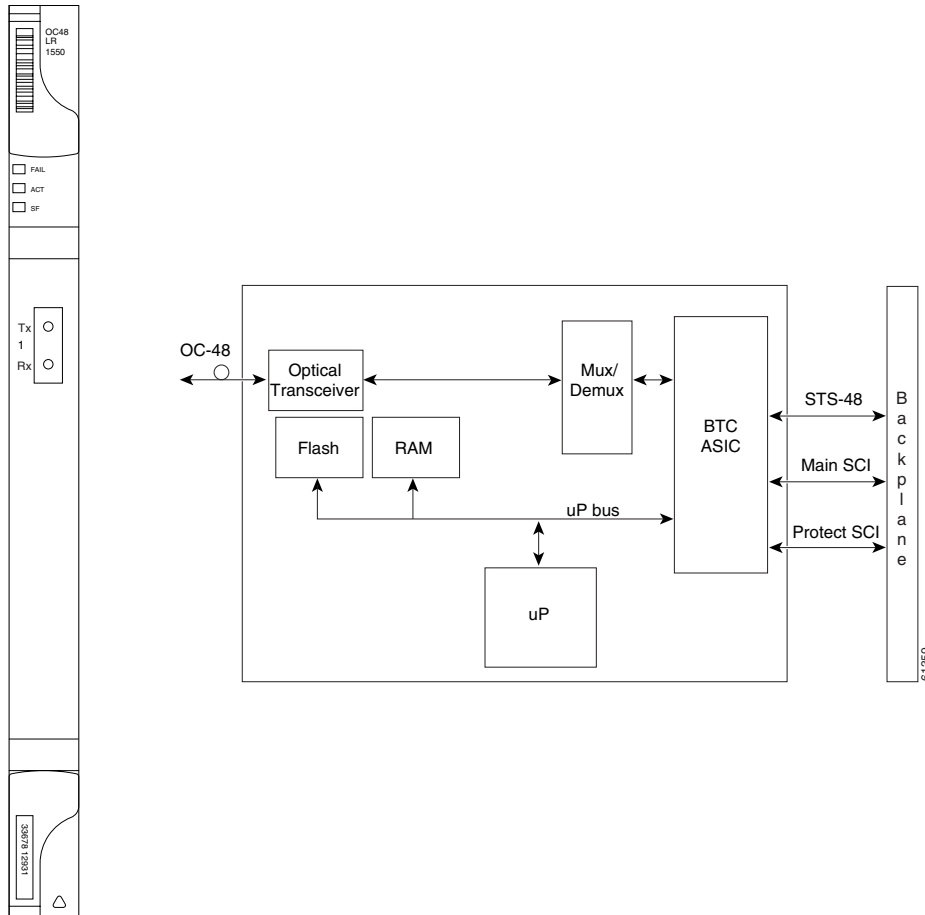 OC48
LR
1550
FAIL
ACT
SF
Tx
1
Rx
33678 12931
OC-48
Optical
Transceiver
Mux/
Demux
BTC
ASIC
Flash
RAM
uP bus
uP
STS-48
Main SCI
Protect SCI
Backplane